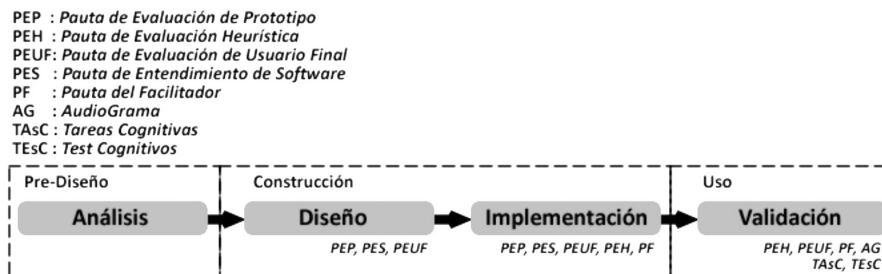 PEP : Pauta de Evaluación de Prototipo
PEH : Pauta de Evaluación Heurística
PEUF: Pauta de Evaluación de Usuario Final
PES : Pauta de Entendimiento de Software
PF : Pauta del Facilitador
AG : AudioGrama
TAsC : Tareas Cognitivas
TEsC : Test Cognitivos
Pre-Diseño
Análisis
Construcción
Diseño
PEP, PES, PEUF
Implementación
PEP, PES, PEUF, PEH, PF
Uso
Validación
PEH, PEUF, PF, AG
TAsC, TEsC